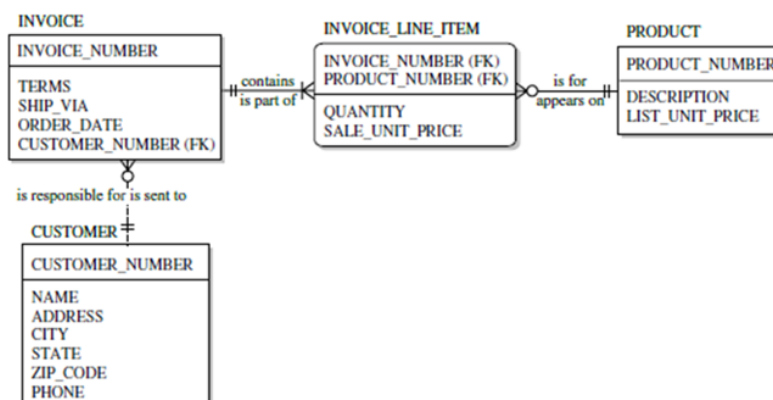 INVOICE
INVOICE_NUMBER
TERMS
SHIP_VIA
ORDER_DATE
CUSTOMER_NUMBER (FK)
contains
is part of
INVOICE_LINE_ITEM
INVOICE_NUMBER (FK)
PRODUCT_NUMBER (FK)
QUANTITY
SALE_UNIT_PRICE
is for
appears on
PRODUCT
PRODUCT_NUMBER
DESCRIPTION
LIST_UNIT_PRICE
is responsible for is sent to
CUSTOMER
CUSTOMER_NUMBER
NAME
ADDRESS
CITY
STATE
ZIP_CODE
PHONE